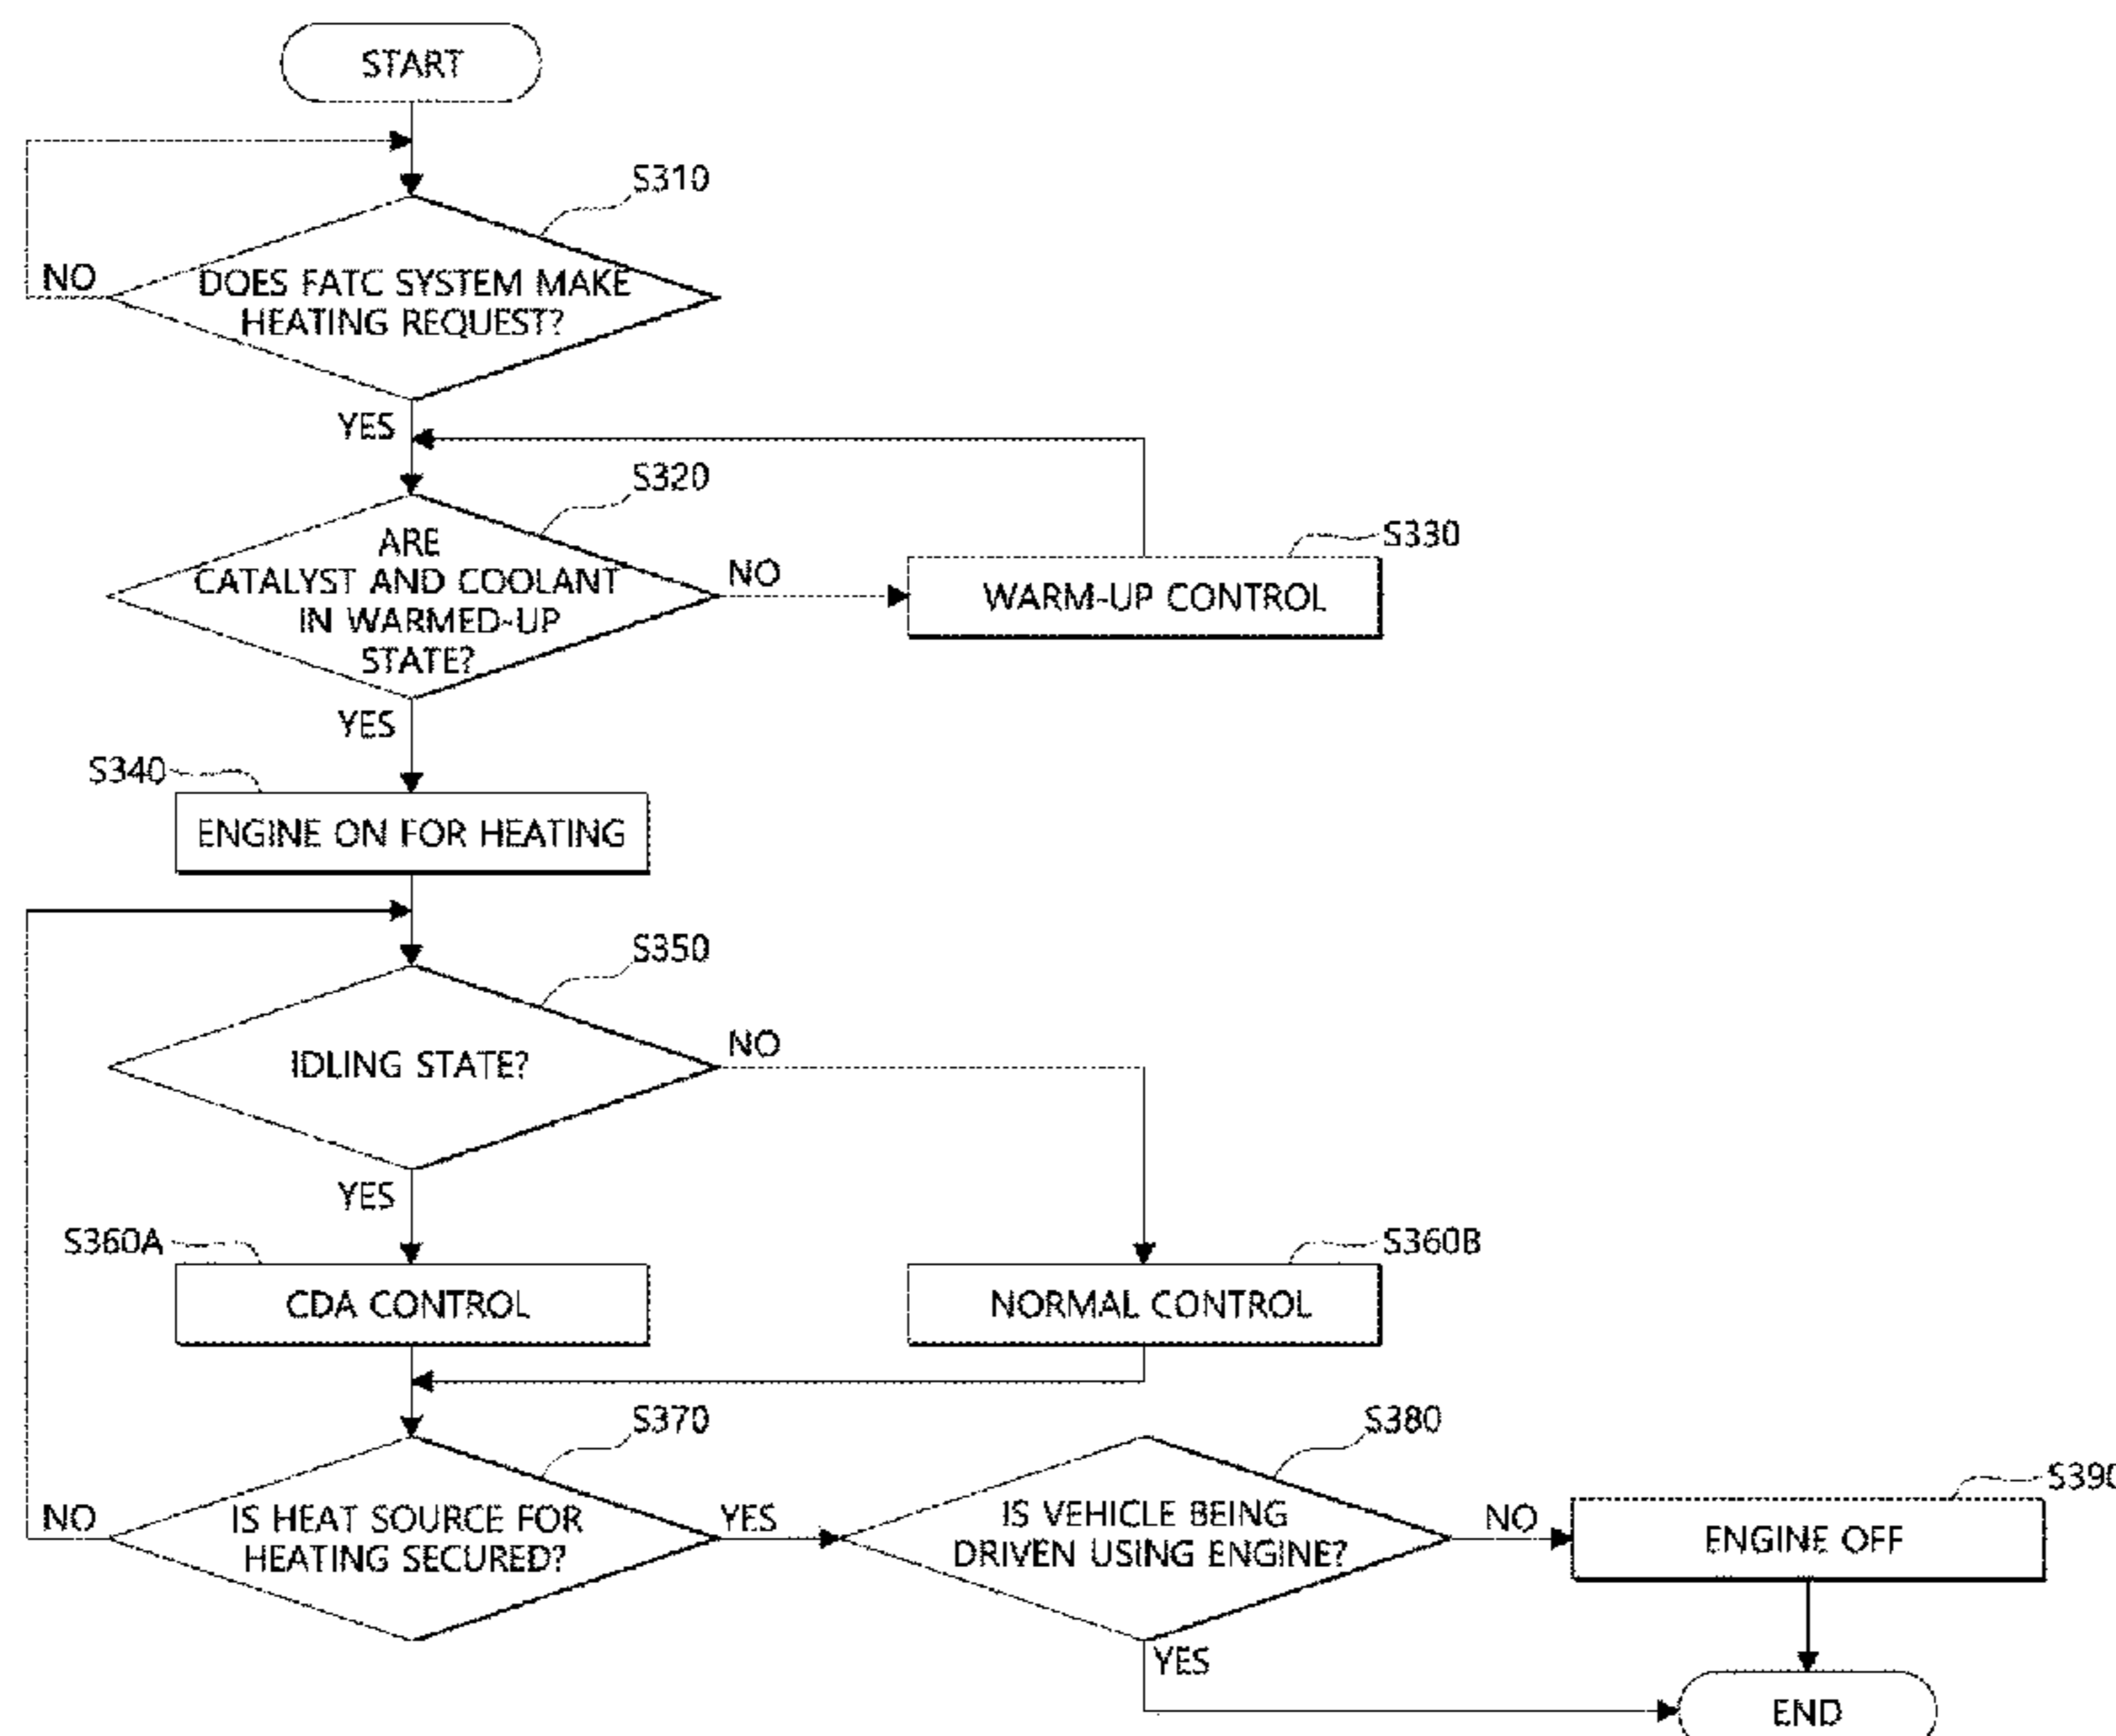 START
S310
NO
DOES FATC SYSTEM MAKE
HEATING REQUEST?
YES
S320
ARE
CATALYST AND COOLANT
IN WARMED-UP
STATE?
NO
S330
WARM-UP CONTROL
YES
S340
ENGINE ON FOR HEATING
S350
IDLING STATE?
NO
YES
S360A
CDA CONTROL
S360B
NORMAL CONTROL
S370
NO
IS HEAT SOURCE FOR
HEATING SECURED?
YES
S380
IS VEHICLE BEING
DRIVEN USING ENGINE?
NO
S390
ENGINE OFF
YES
END